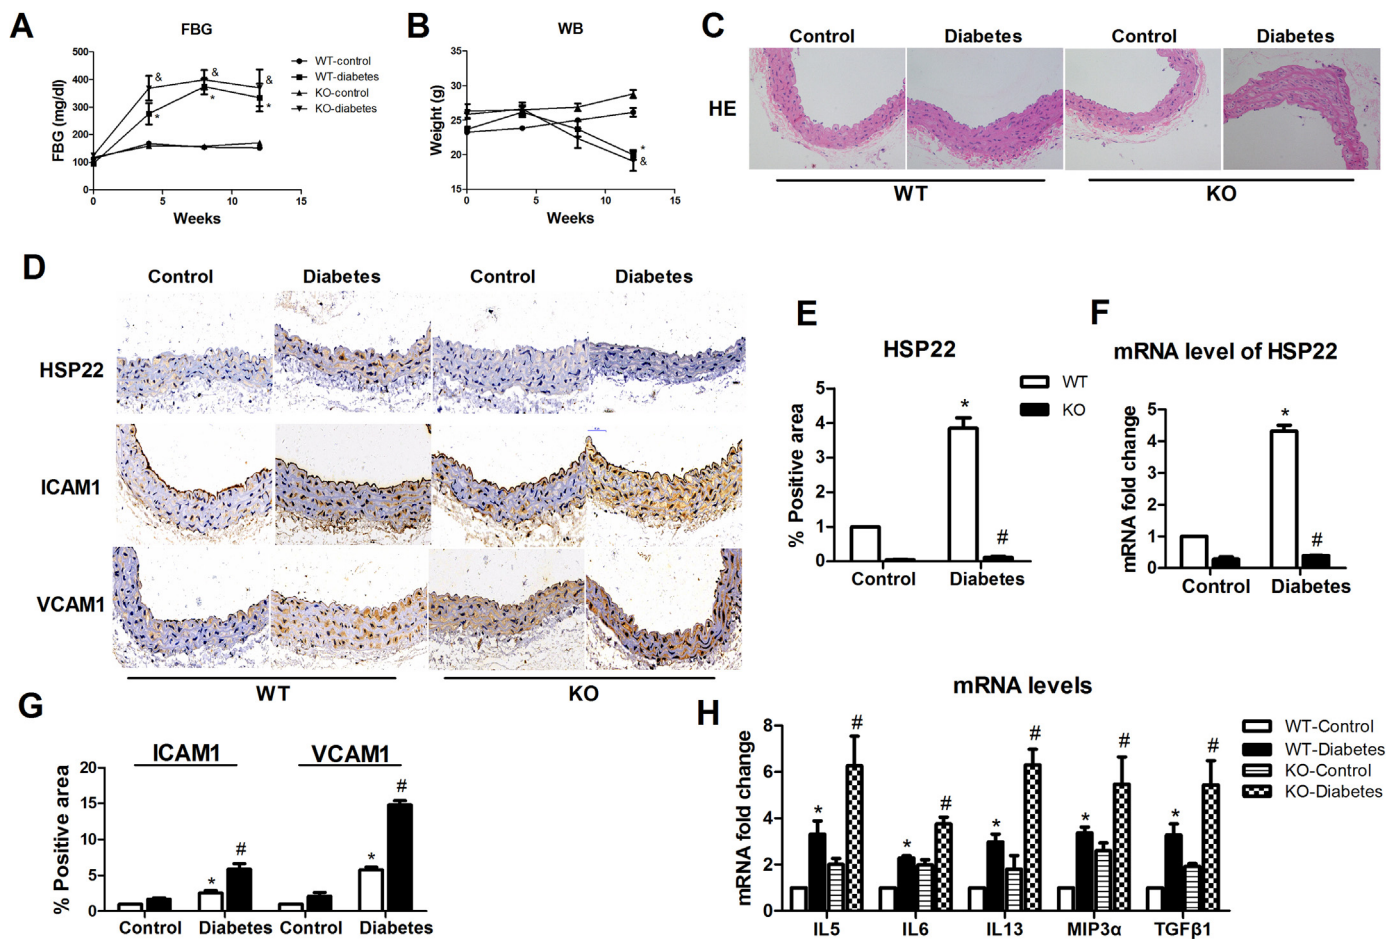 A
FBG
FBG (mg/dl)
500
400
300
200
100
0
&
&
&
*
*
*
0
5
10
15
Weeks
WT-control
WT-diabetes
KO-control
KO-diabetes
B
WB
Weight (g)
35
30
25
20
15
*
&
0
5
10
15
Weeks
C
Control
Diabetes
Control
Diabetes
HE
WT
KO
D
Control
Diabetes
Control
Diabetes
HSP22
ICAM1
VCAM1
WT
KO
E
HSP22
% Positive area
5
4
3
2
1
0
*
#
Control
Diabetes
WT
KO
F
mRNA level of HSP22
mRNA fold change
5
4
3
2
1
0
*
#
Control
Diabetes
G
ICAM1
VCAM1
% Positive area
20
15
10
5
0
*
#
*
#
Control
Diabetes
Control
Diabetes
H
mRNA levels
mRNA fold change
8
6
4
2
0
*
#
*
#
*
#
*
#
*
#
IL5
IL6
IL13
MIP3α
TGFβ1
WT-Control
WT-Diabetes
KO-Control
KO-Diabetes